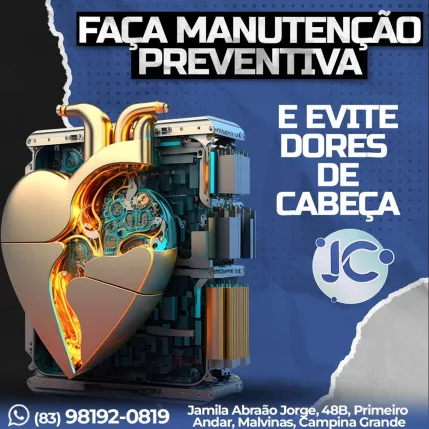 FAÇA MANUTENÇÃO
PREVENTIVA
E EVITE
DORES
DE
CABEÇA
JC
(83) 98192-0819
Jamila Abraão Jorge, 48B, Primeiro
Andar, Malvinas, Campina Grande